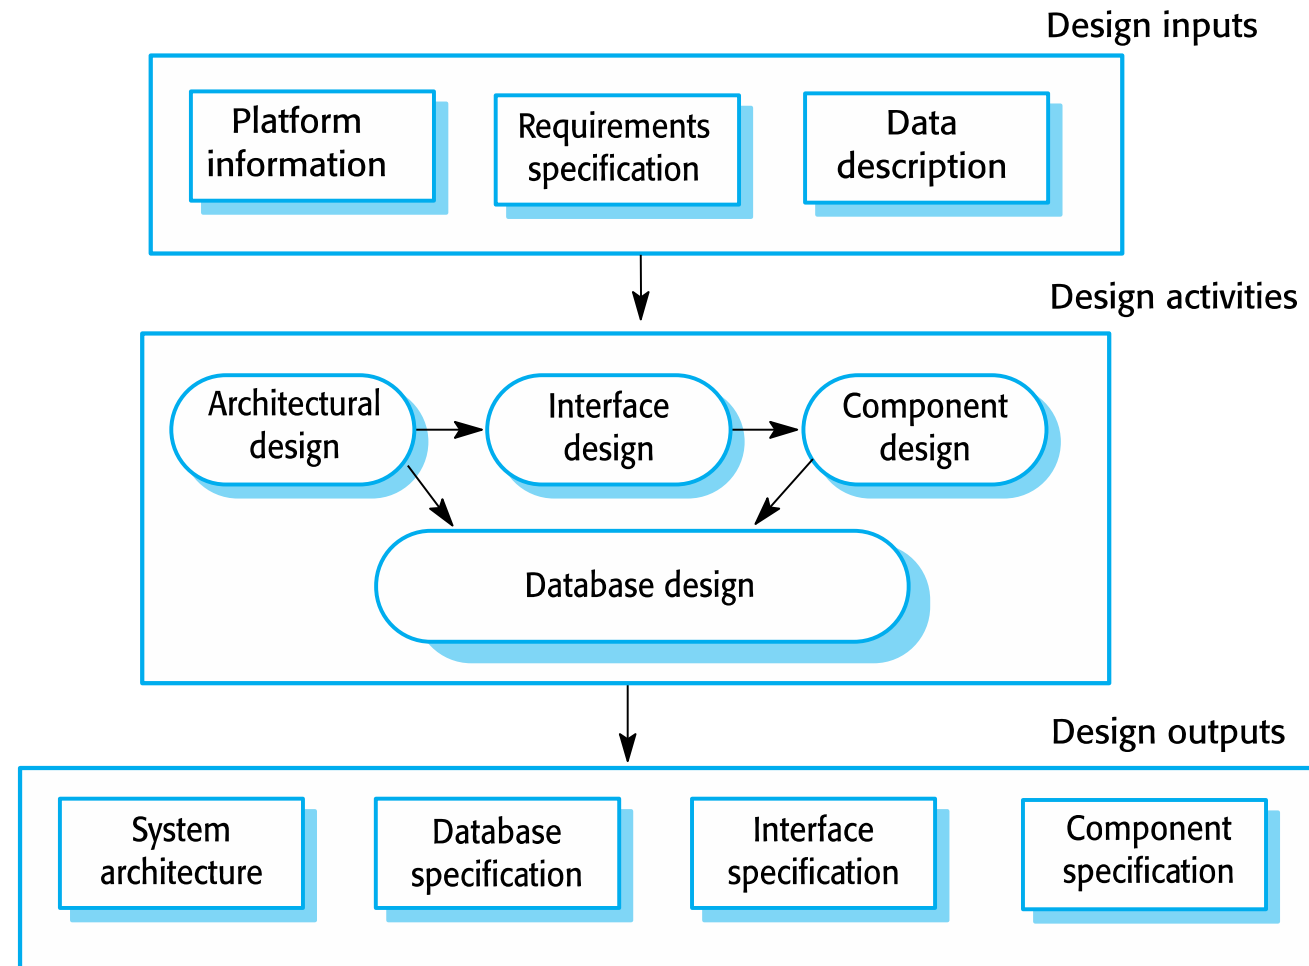 Design inputs
Platform
information
Requirements
specification
Data
description
Design activities
Architectural
design
Interface
design
Component
design
Database design
Design outputs
System
architecture
Database
specification
Interface
specification
Component
specification